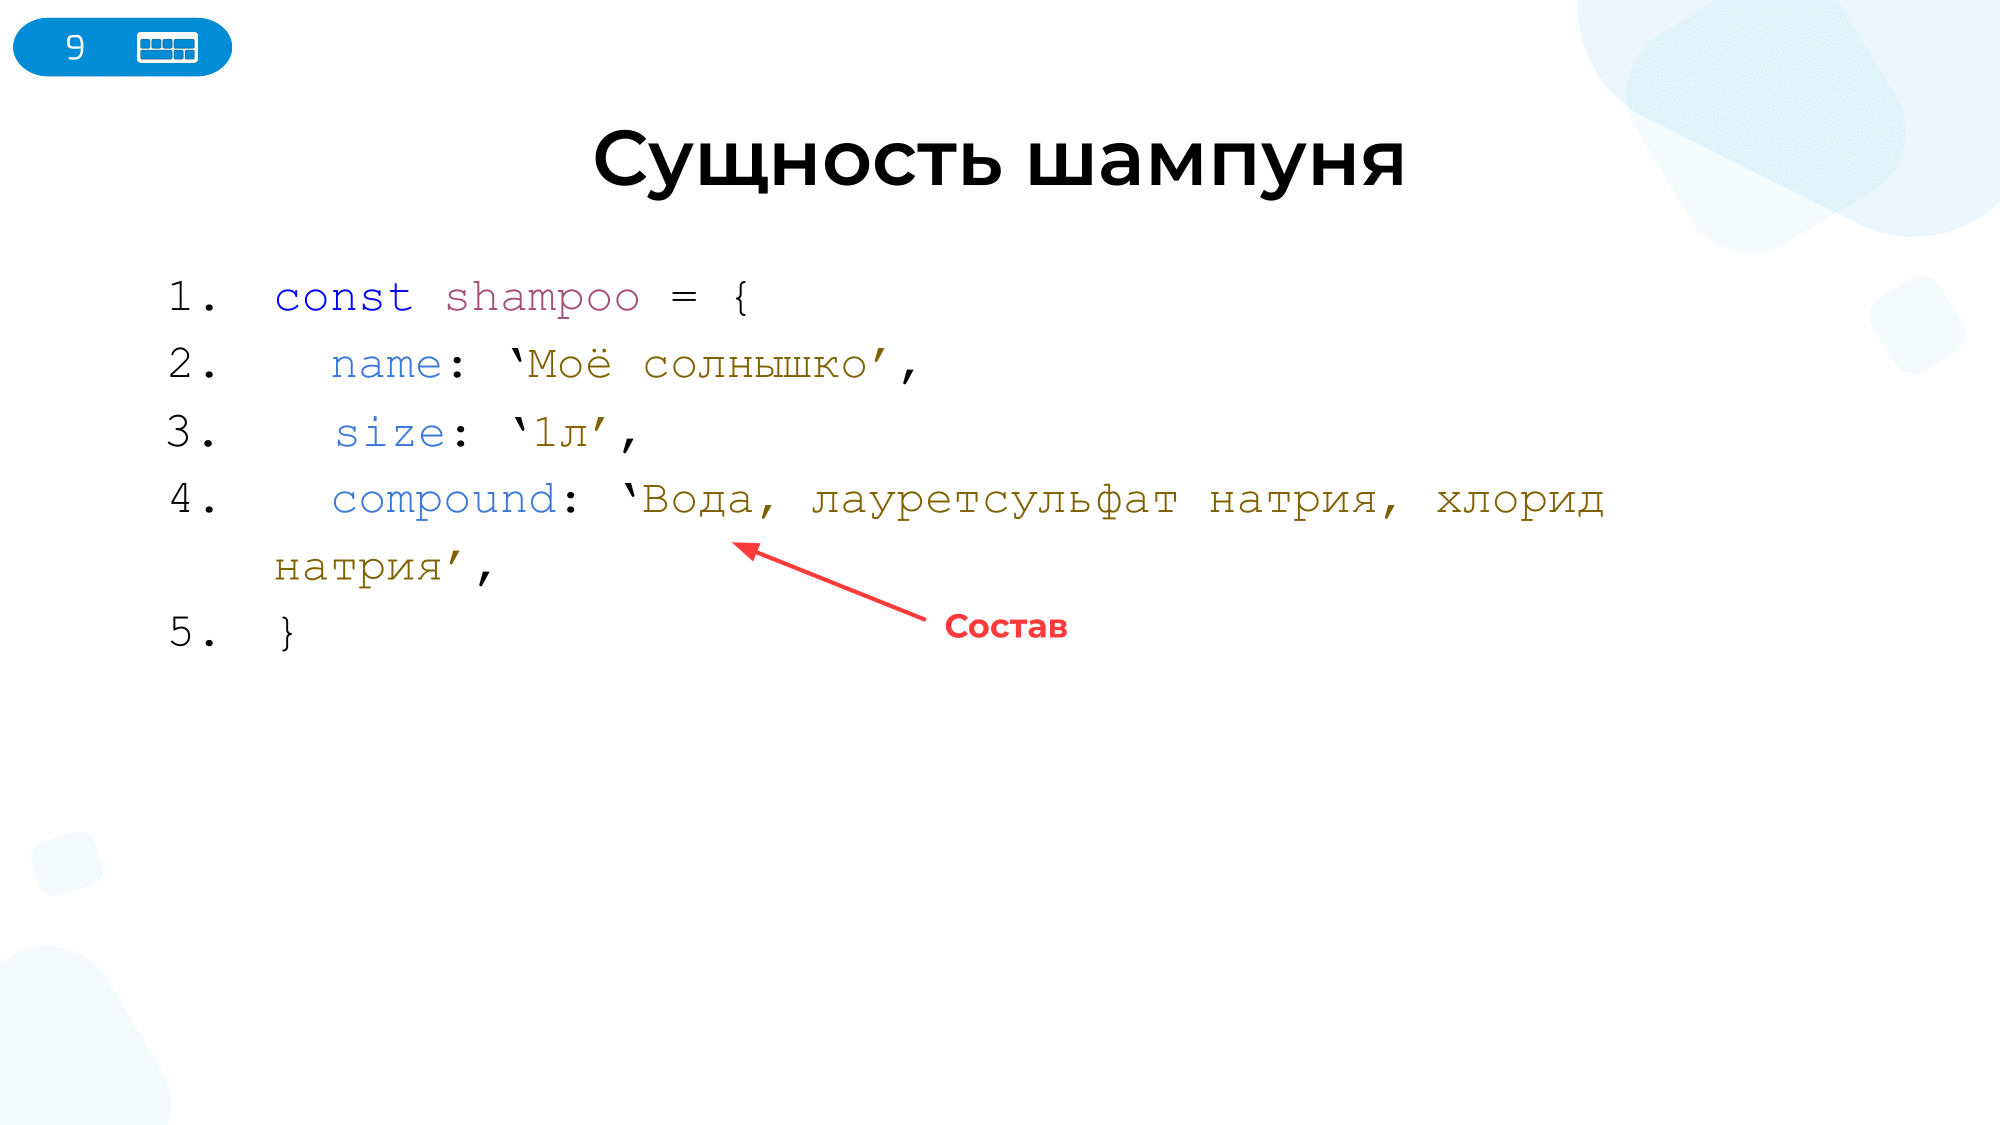 9
Сущность шампуня
1. const shampoo = {
2. name: ‘Моё солнышко’,
3. size: ‘1л’,
4. compound: ‘Вода, лауретсульфат натрия, хлорид
натрия’,
Состав
5. }